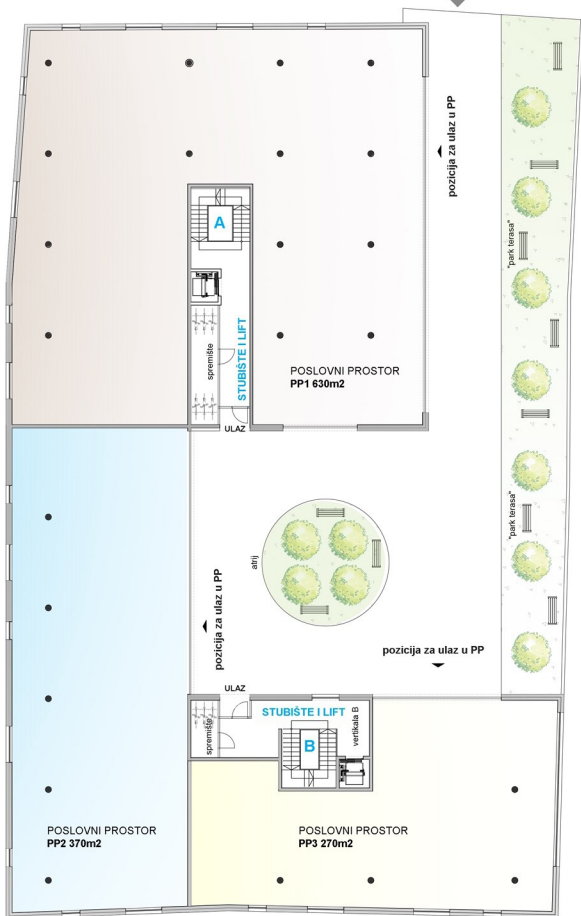 pozicija za ulaz u PP
"park terasa"
A
STUBIŠTE I LIFT
spremište
POSLOVNI PROSTOR
PP1 630m2
ULAZ
"park terasa"
atrij
pozicija za ulaz u PP
pozicija za ulaz u PP
ULAZ
STUBIŠTE I LIFT
spremište
B
vertikala B
POSLOVNI PROSTOR
PP2 370m2
POSLOVNI PROSTOR
PP3 270m2